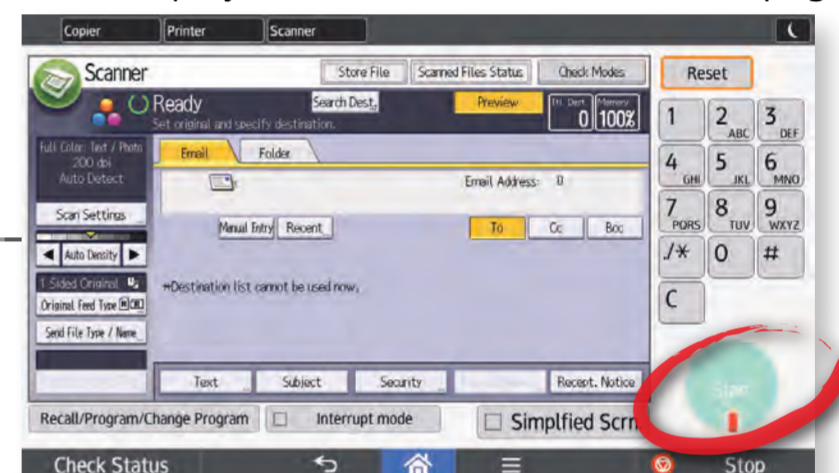 Copier Printer Scanner
Scanner Store File Scanned Files Status Check Modes Reset
Ready Search Dest. Preview Ttl. Dest. 0 Memory 100%
Set original and specify destination.
Full Color: Text / Photo
200 dpi
Auto Detect
Email Folder
Email Address: 0
Scan Settings
Manual Entry Recent To Cc Bcc
Auto Density
1 Sided Original
Original Feed Type
*Destination list cannot be used now.
Send File Type / Name
Text Subject Security Recept. Notice
1 2 ABC 3 DEF
4 GHI 5 JKL 6 MNO
7 PQRS 8 TUV 9 WXYZ
./* 0 #
C
Start
Recall/Program/Change Program Interrupt mode Simplfied Scrn
Check Status Stop